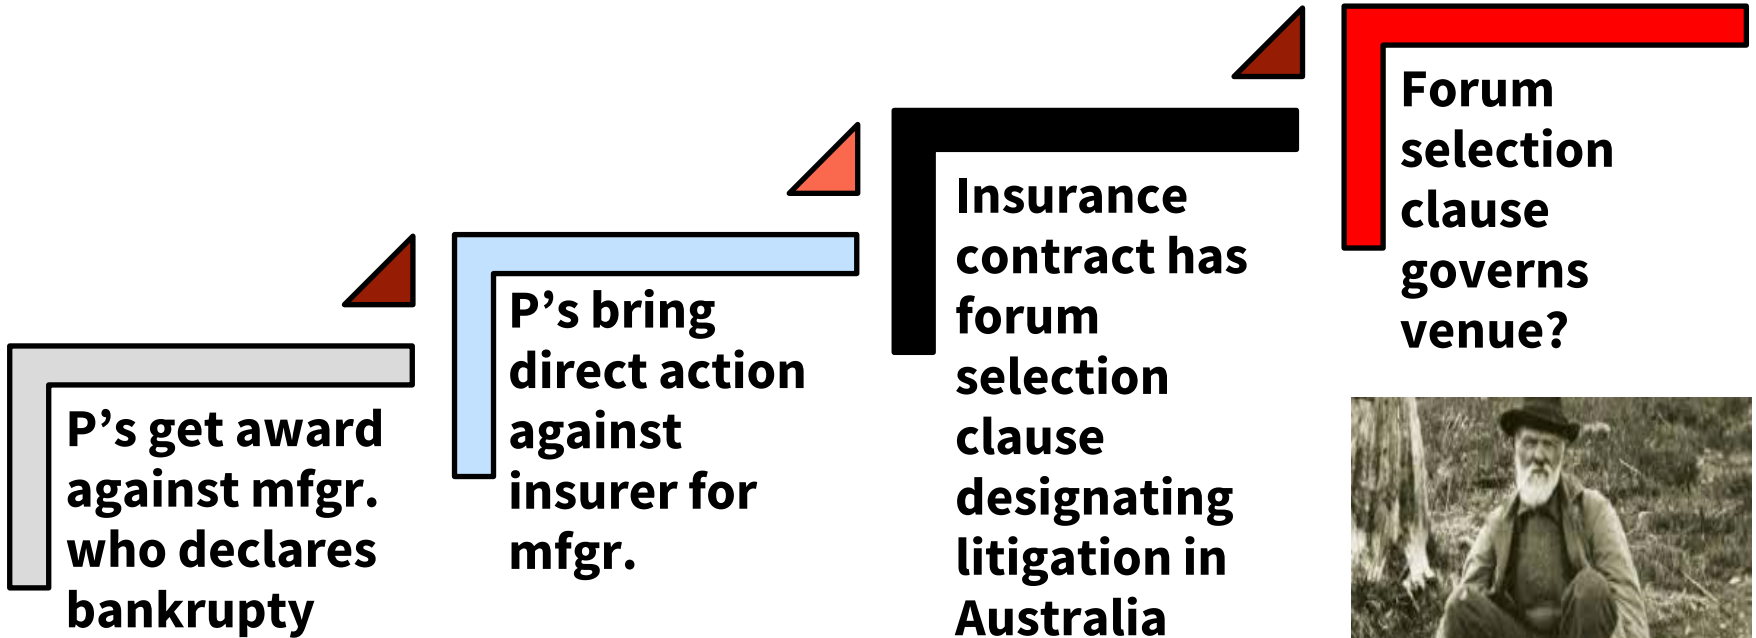 P’s get award
against mfgr.
who declares
bankrupty
P’s bring
direct action
against
insurer for
mfgr.
Insurance
contract has
forum
selection
clause
designating
litigation in
Australia
Forum
selection
clause
governs
venue?